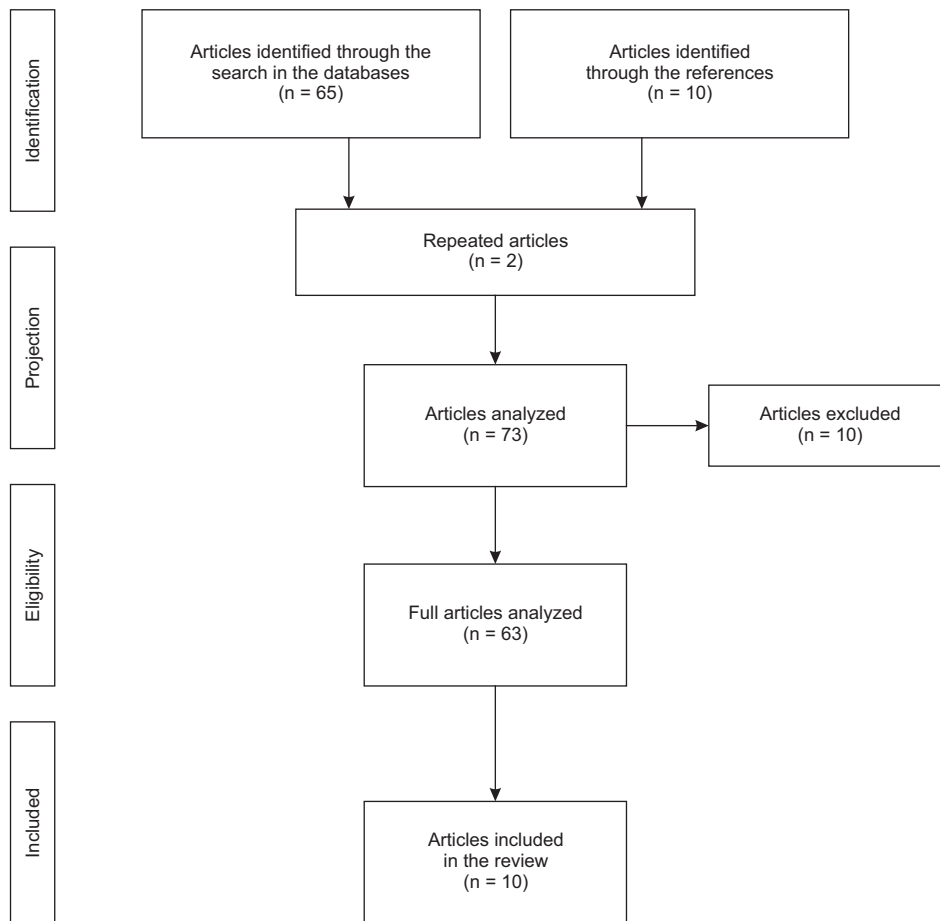 Identification
Articles identified through the
search in the databases
(n = 65)
Articles identified
through the references
(n = 10)
Repeated articles
(n = 2)
Projection
Articles analyzed
(n = 73)
Articles excluded
(n = 10)
Eligibility
Full articles analyzed
(n = 63)
Included
Articles included
in the review
(n = 10)